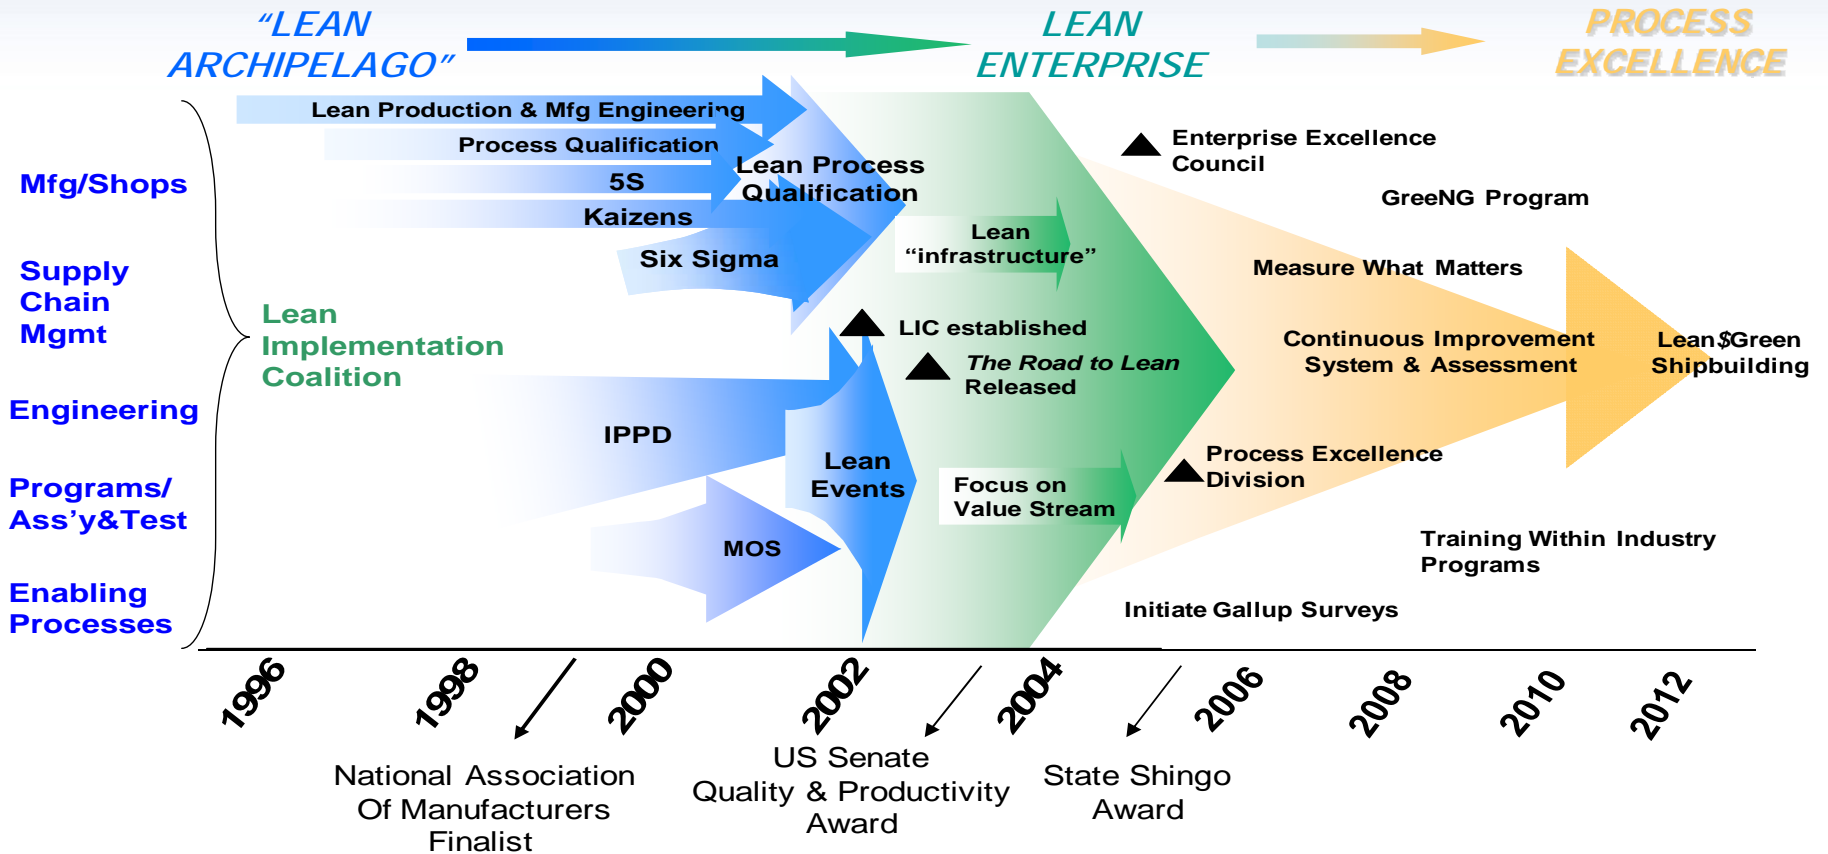 “LEAN
ARCHIPELAGO”
LEAN
ENTERPRISE
PROCESS
EXCELLENCE
Lean Production & Mfg Engineering
Process Qualification
5S
Kaizens
Six Sigma
Lean Process
Qualification
Mfg/Shops
Supply
Chain
Mgmt
Engineering
Programs/
Ass’y&Test
Enabling
Processes
Lean
Implementation
Coalition
IPPD
MOS
Lean
Events
Lean
“infrastructure”
LIC established
The Road to Lean
Released
Focus on
Value Stream
Enterprise Excellence
Council
GreeNG Program
Measure What Matters
Continuous Improvement
System & Assessment
Lean$Green
Shipbuilding
Process Excellence
Division
Training Within Industry
Programs
Initiate Gallup Surveys
1996
1998
2000
2002
2004
2006
2008
2010
2012
National Association
Of Manufacturers
Finalist
US Senate
Quality & Productivity
Award
State Shingo
Award